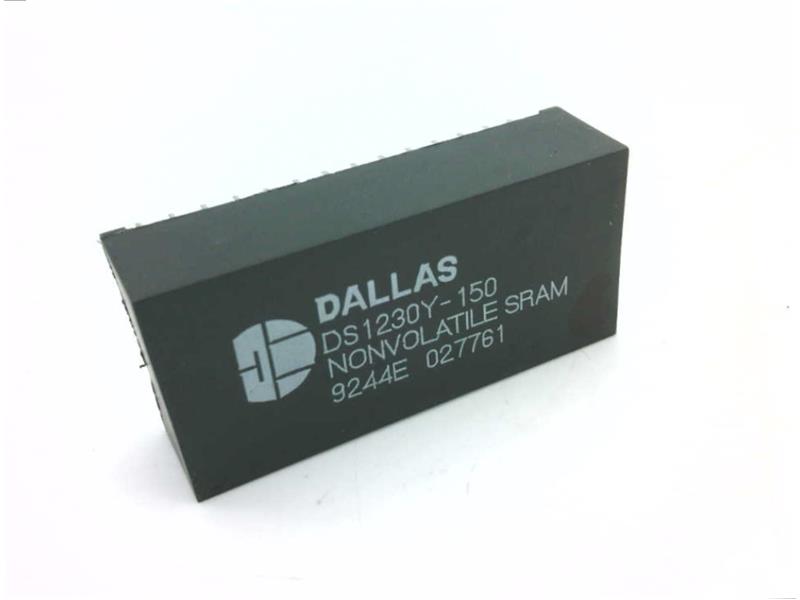 DALLAS
DS1230Y-150
NONVOLATILE SRAM
9244E 027761